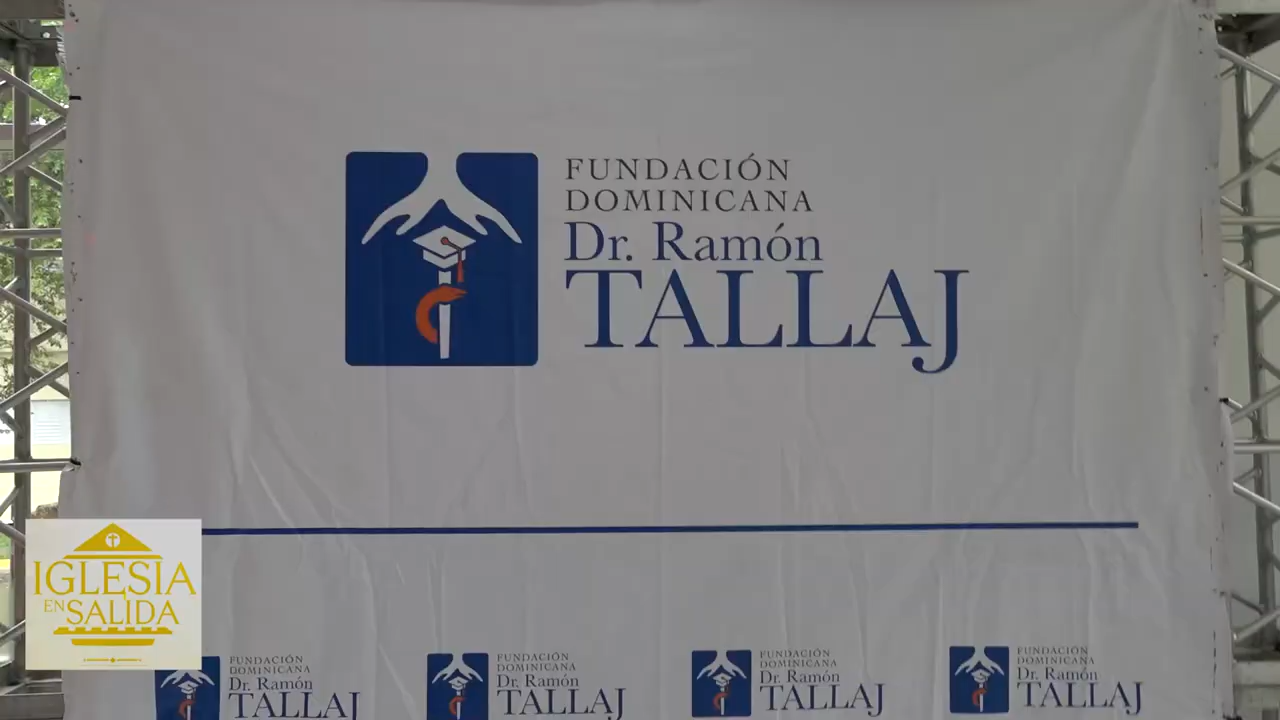 FUNDACIÓN
DOMINICANA
Dr. Ramón
TALLAJ
IGLESIA
EN SALIDA
FUNDACIÓN
DOMINICANA
Dr. Ramón
TALLAJ
FUNDACIÓN
DOMINICANA
Dr. Ramón
TALLAJ
FUNDACIÓN
DOMINICANA
Dr. Ramón
TALLAJ
FUNDACIÓN
DOMINICANA
Dr. Ramón
TALLAJ